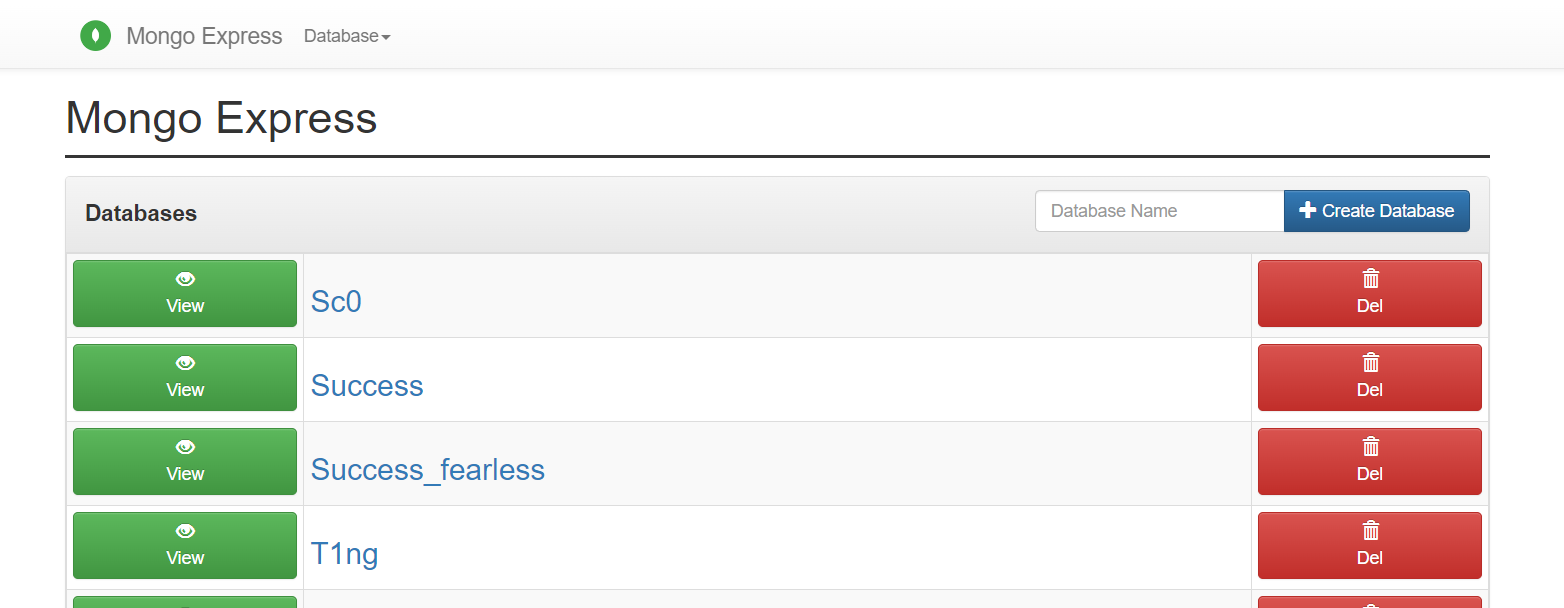 Mongo Express Database
Mongo Express
Databases Database Name Create Database
View Sc0 Del
View Success Del
View Success_fearless Del
View T1ng Del